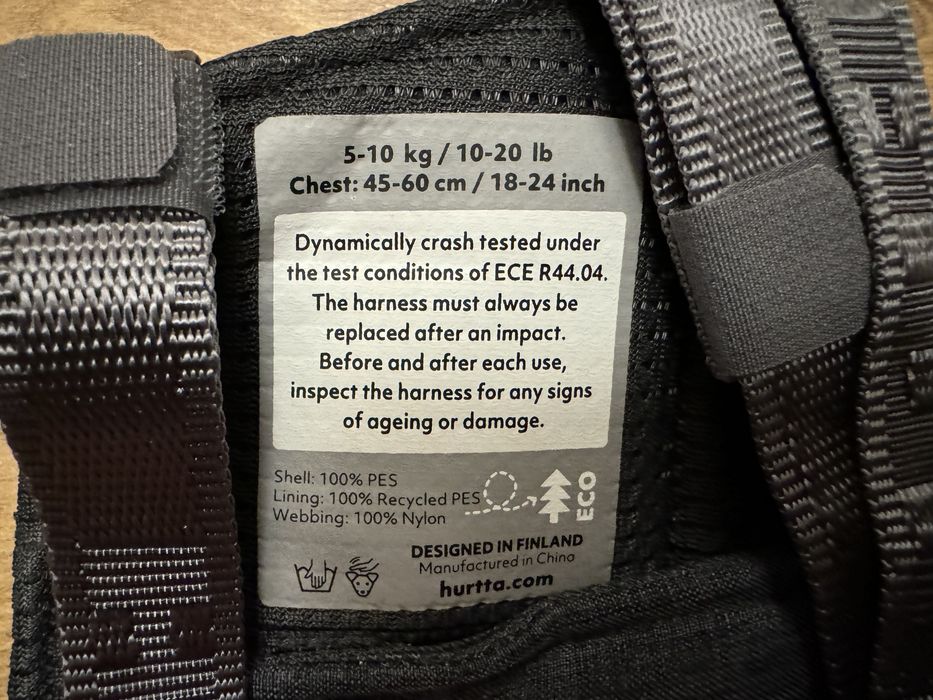 5-10 kg / 10-20 lb
Chest: 45-60 cm / 18-24 inch
Dynamically crash tested under
the test conditions of ECE R44.04.
The harness must always be
replaced after an impact.
Before and after each use,
inspect the harness for any signs
of ageing or damage.
Shell: 100% PES
Lining: 100% Recycled PES
Webbing: 100% Nylon
ECO
DESIGNED IN FINLAND
Manufactured in China
hurtta.com